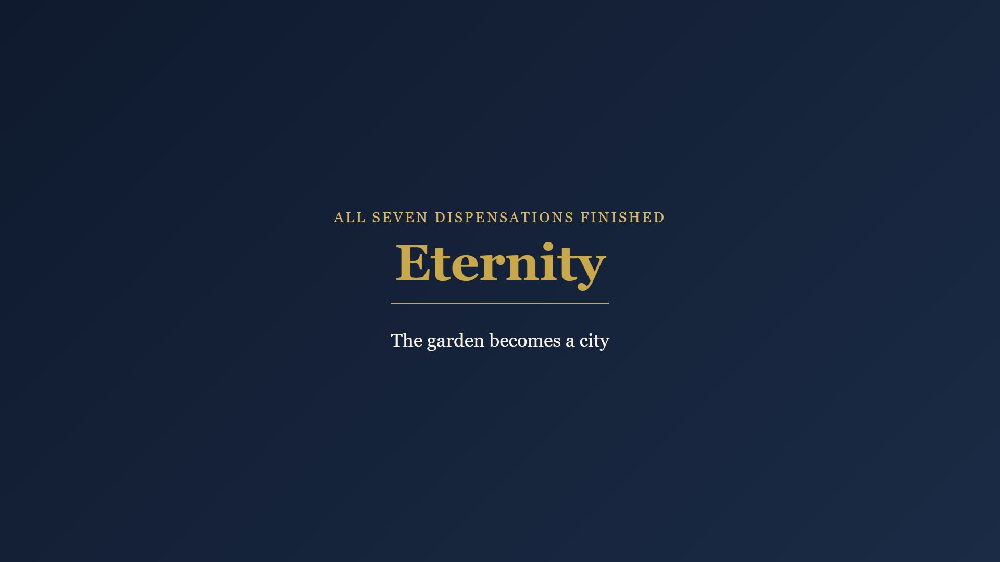 ALL SEVEN DISPENSATIONS FINISHED
Eternity
The garden becomes a city